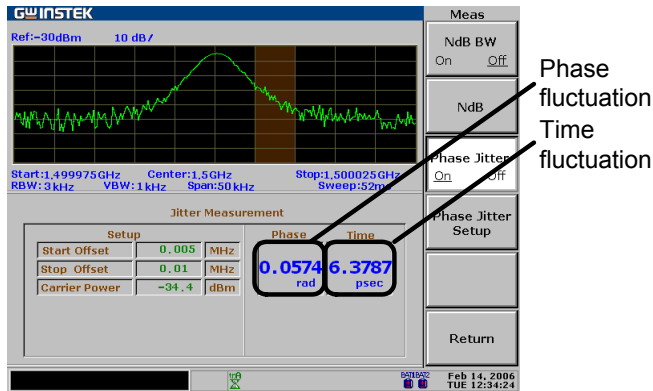 GWINSTEK
Ref:-30dBm 10 dB/
Start:1.499975GHz Center:1.5GHz Stop:1.500025GHz
RBW:3kHz VBW:1kHz Span:50kHz Sweep:52ms
Jitter Measurement
Setup
Start Offset 0.005 MHz
Stop Offset 0.01 MHz
Carrier Power -34.4 dBm
Phase Time
0.0574 6.3787
rad psec
Meas
NdB BW
On Off
NdB
Phase Jitter
On Off
Phase Jitter
Setup
Return
Phase
fluctuation
Time
fluctuation
BAT1BAT2
Feb 14, 2006
TUE 12:34:24